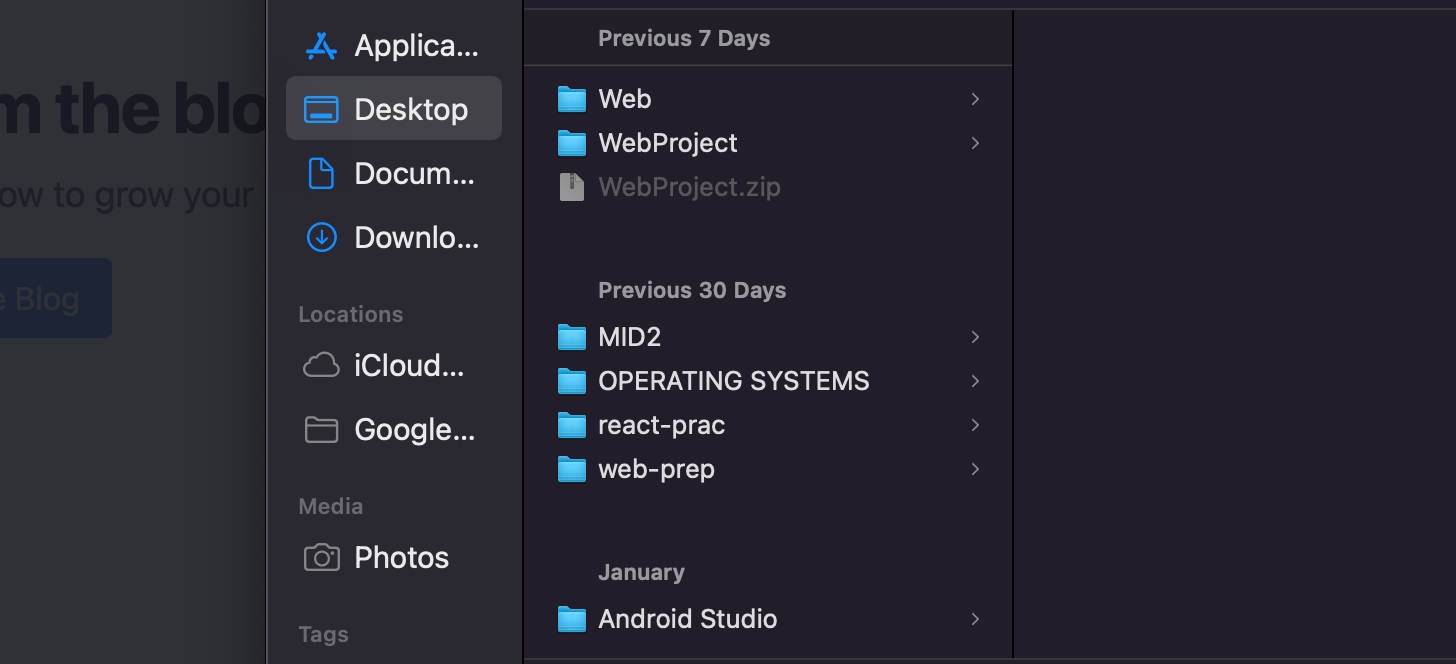 m the blo
ow to grow your
e Blog
Applica...
Desktop
Docum...
Downlo...
Locations
iCloud...
Google...
Media
Photos
Tags
Previous 7 Days
Web
WebProject
WebProject.zip
Previous 30 Days
MID2
OPERATING SYSTEMS
react-prac
web-prep
January
Android Studio